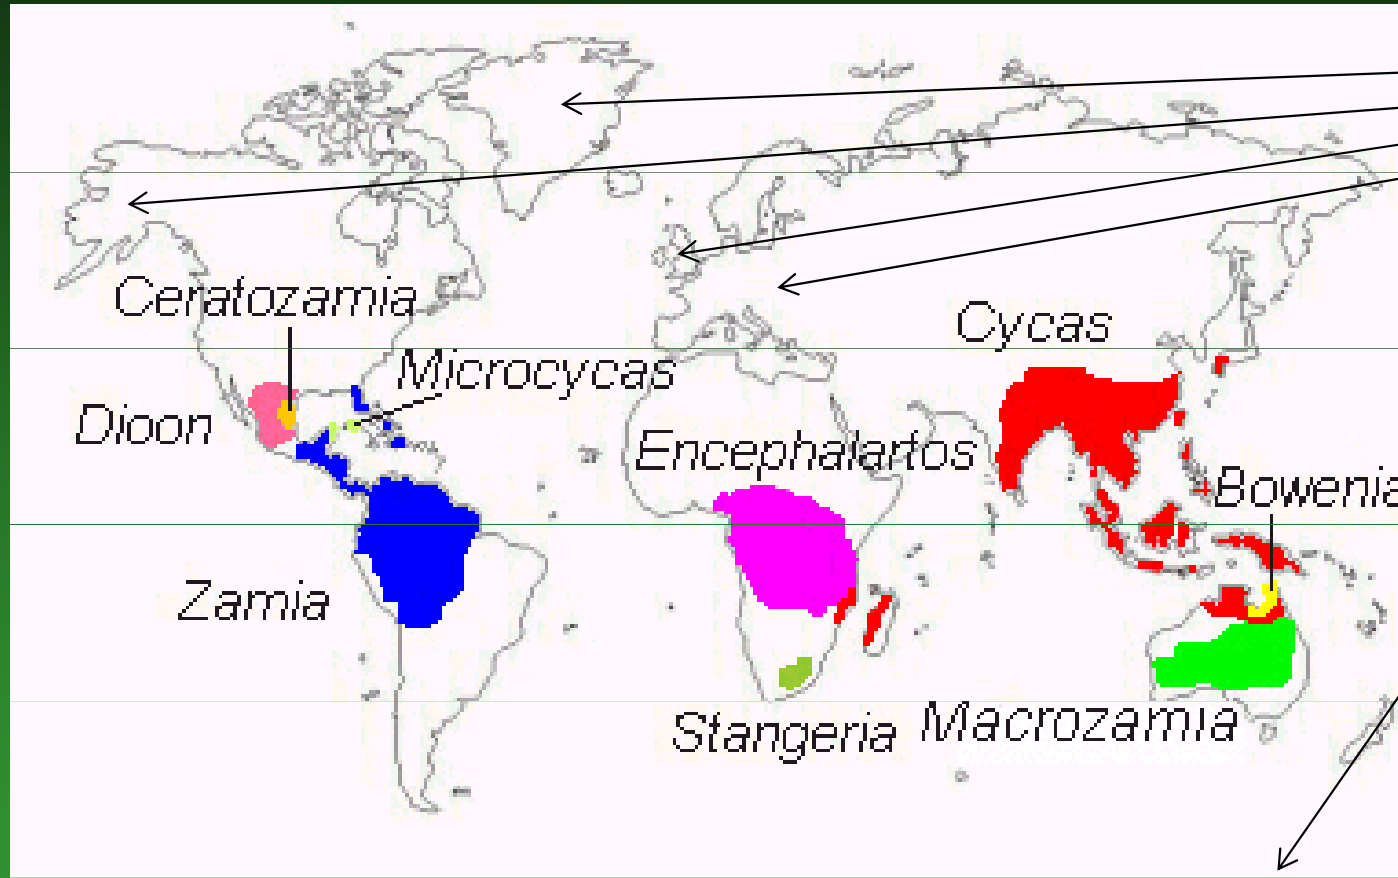 Ceratozamia
Cycas
Microcycas
Dioon
Encephalartos
Bowenia
Zamia
Stangeria
Macrozamia